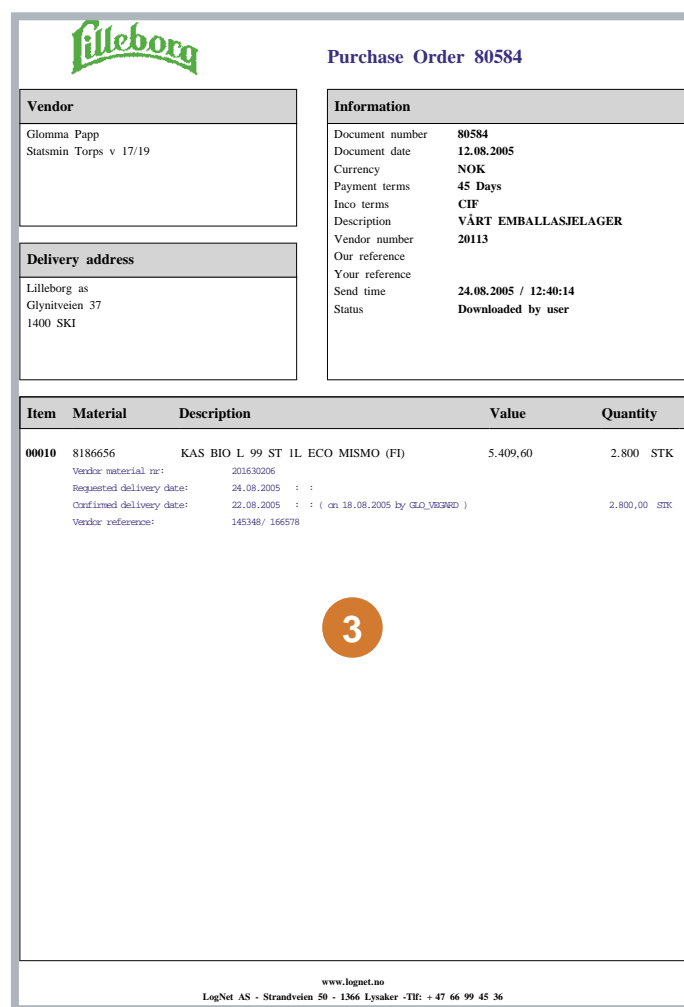 Lilleborg
Purchase Order 80584
Vendor
Glomma Papp
Statsmin Torps v 17/19
Information
Document number 80584
Document date 12.08.2005
Currency NOK
Payment terms 45 Days
Inco terms CIF
Description VÅRT EMBALLASJELAGER
Vendor number 20113
Our reference
Your reference
Send time 24.08.2005 / 12:40:14
Status Downloaded by user
Delivery address
Lilleborg as
Glynitveien 37
1400 SKI
Item Material Description Value Quantity
00010 8186656 KAS BIO L 99 ST 1L ECO MISMO (FI) 5.409,60 2.800 STK
Vendor material nr: 201630206
Requested delivery date: 24.08.2005 : :
Confirmed delivery date: 22.08.2005 : : ( on 18.08.2005 by GLO_VEGARD ) 2.800,00 STK
Vendor reference: 145348/ 166578
3
www.lognet.no
LogNet AS - Strandveien 50 - 1366 Lysaker -Tlf: + 47 66 99 45 36